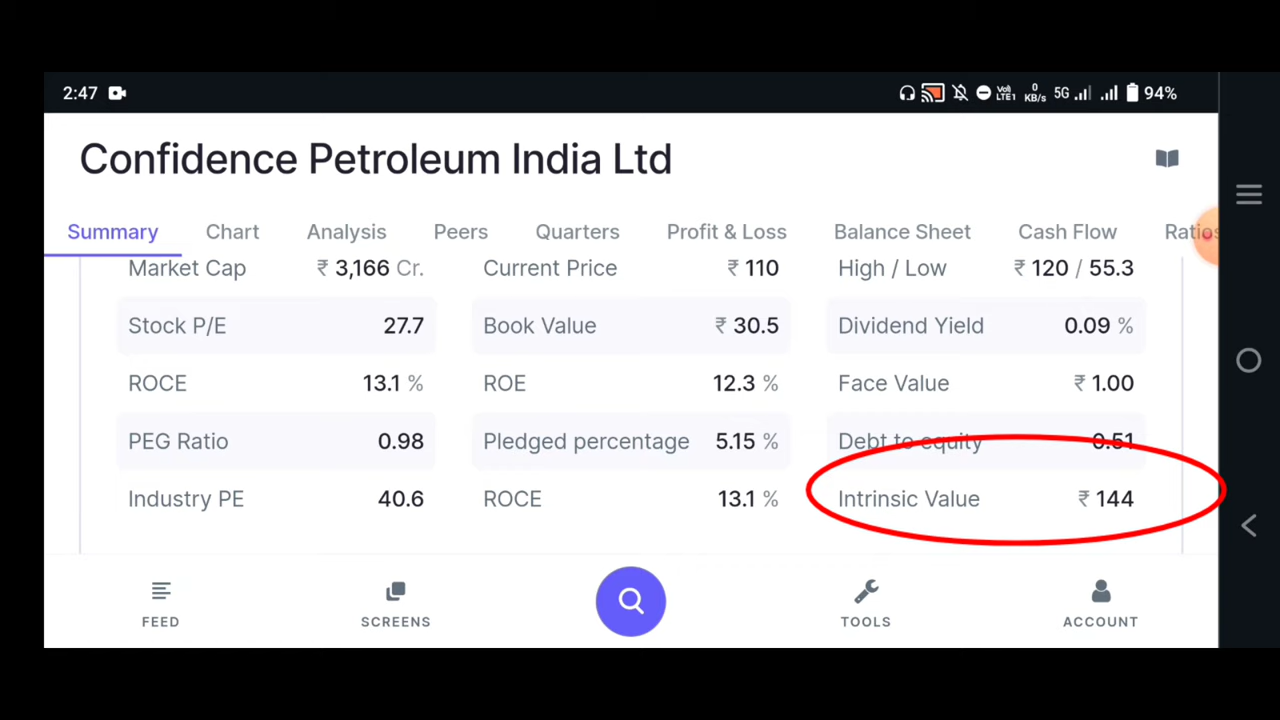 2:47 VoLTE1 0 KB/s 5G 94%
Confidence Petroleum India Ltd
Summary Chart Analysis Peers Quarters Profit & Loss Balance Sheet Cash Flow Ratios
Market Cap ₹ 3,166 Cr. Current Price ₹ 110 High / Low ₹ 120 / 55.3
Stock P/E 27.7 Book Value ₹ 30.5 Dividend Yield 0.09 %
ROCE 13.1 % ROE 12.3 % Face Value ₹ 1.00
PEG Ratio 0.98 Pledged percentage 5.15 % Debt to equity 0.51
Industry PE 40.6 ROCE 13.1 % Intrinsic Value ₹ 144
FEED SCREENS TOOLS ACCOUNT